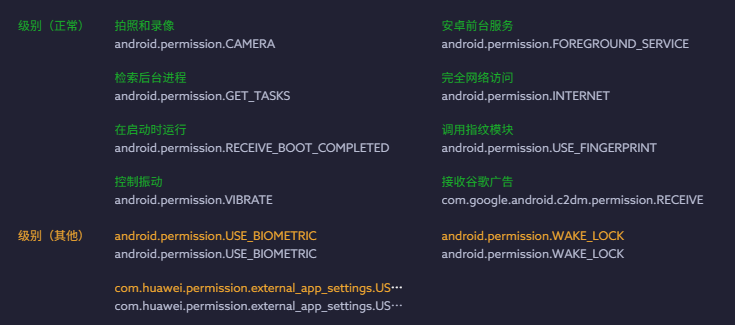 级别（正常）
拍照和录像
android.permission.CAMERA
安卓前台服务
android.permission.FOREGROUND_SERVICE
检索后台进程
android.permission.GET_TASKS
完全网络访问
android.permission.INTERNET
在启动时运行
android.permission.RECEIVE_BOOT_COMPLETED
调用指纹模块
android.permission.USE_FINGERPRINT
控制振动
android.permission.VIBRATE
接收谷歌广告
com.google.android.c2dm.permission.RECEIVE
级别（其他）
android.permission.USE_BIOMETRIC
android.permission.USE_BIOMETRIC
android.permission.WAKE_LOCK
android.permission.WAKE_LOCK
com.huawei.permission.external_app_settings.US···
com.huawei.permission.external_app_settings.US···